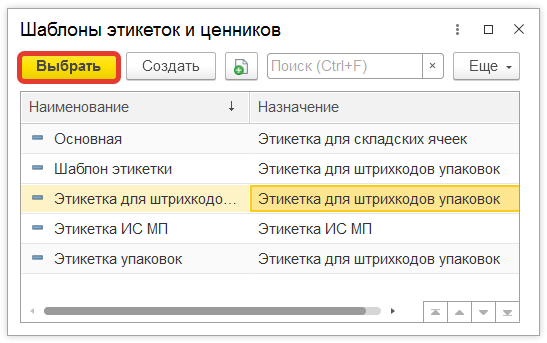 Шаблоны этикеток и ценников
Выбрать Создать Поиск (Ctrl+F) × Еще
Наименование ↓ Назначение
Основная Этикетка для складских ячеек
Шаблон этикетки Этикетка для штрихкодов упаковок
Этикетка для штрихкодо... Этикетка для штрихкодов упаковок
Этикетка ИС МП Этикетка ИС МП
Этикетка упаковок Этикетка для штрихкодов упаковок